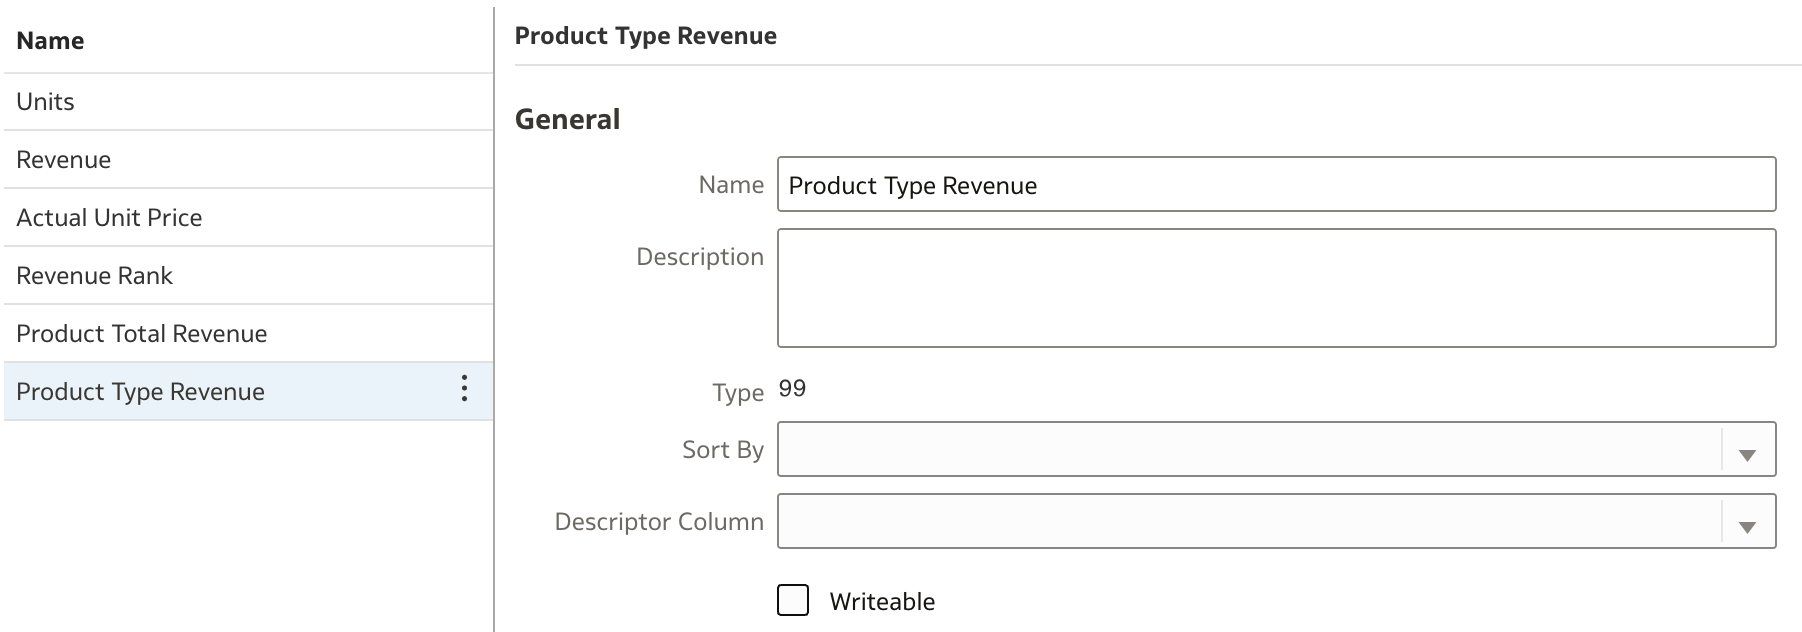 Name
Units
Revenue
Actual Unit Price
Revenue Rank
Product Total Revenue
Product Type Revenue
Product Type Revenue
General
Name Product Type Revenue
Description
Type 99
Sort By
Descriptor Column
Writeable